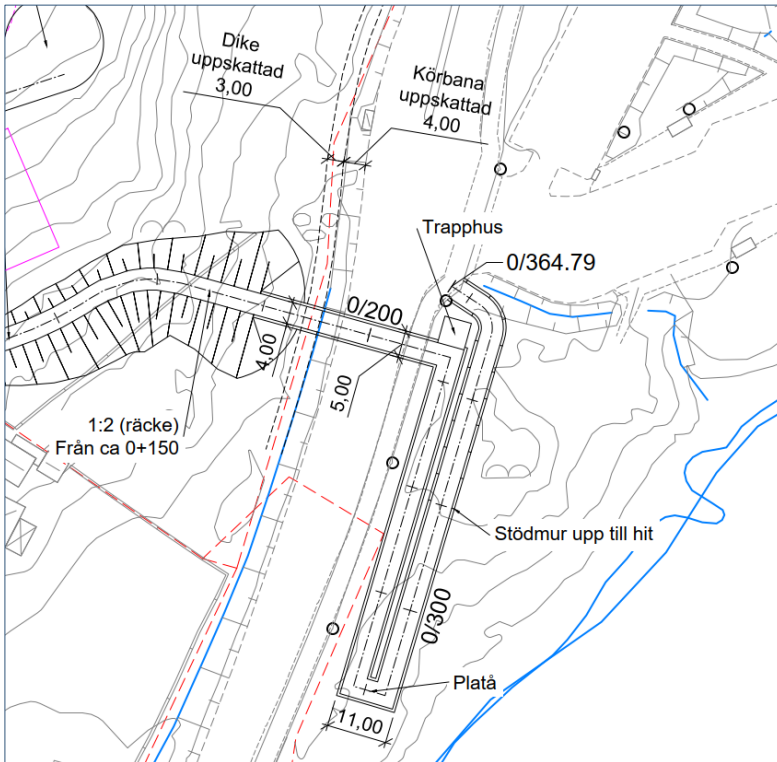 Dike
uppskattad
3,00
Körbana
uppskattad
4,00
Trapphus
0/364.79
0/200
4,00
5,00
1:2 (räcke)
Från ca 0+150
Stödmur upp till hit
0/300
Platå
11,00